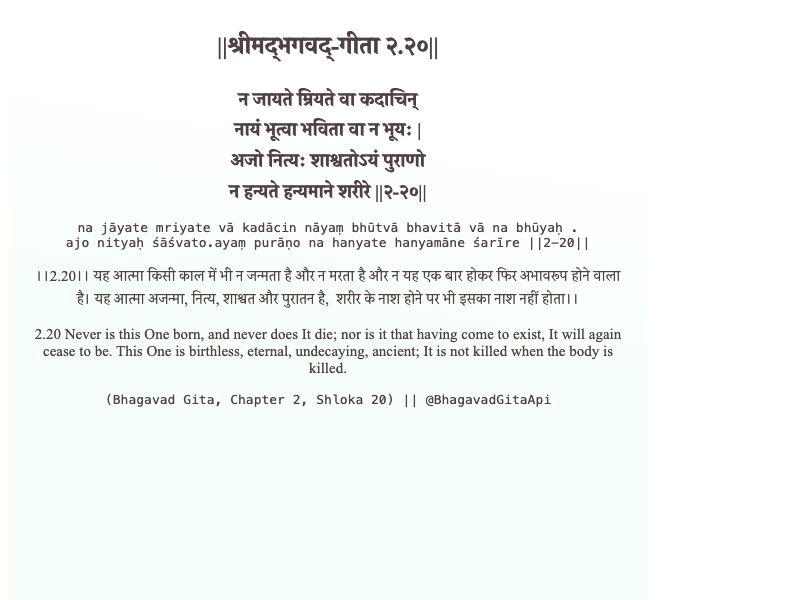 ||श्रीमद्‍भगवद्‍-गीता २.२०||
न जायते म्रियते वा कदाचिन्
नायं भूत्वा भविता वा न भूयः |
अजो नित्यः शाश्वतोऽयं पुराणो
न हन्यते हन्यमाने शरीरे ||२-२०||
na jāyate mriyate vā kadācin nāyaṃ bhūtvā bhavitā vā na bhūyaḥ .
ajo nityaḥ śāśvato.ayaṃ purāṇo na hanyate hanyamāne śarīre ||2-20||
।।2.20।। यह आत्मा किसी काल में भी न जन्मता है और न मरता है और न यह एक बार होकर फिर अभावरूप होने वाला
है। यह आत्मा अजन्मा, नित्य, शाश्वत और पुरातन है, शरीर के नाश होने पर भी इसका नाश नहीं होता।।
2.20 Never is this One born, and never does It die; nor is it that having come to exist, It will again
cease to be. This One is birthless, eternal, undecaying, ancient; It is not killed when the body is
killed.
(Bhagavad Gita, Chapter 2, Shloka 20) || @BhagavadGitaApi